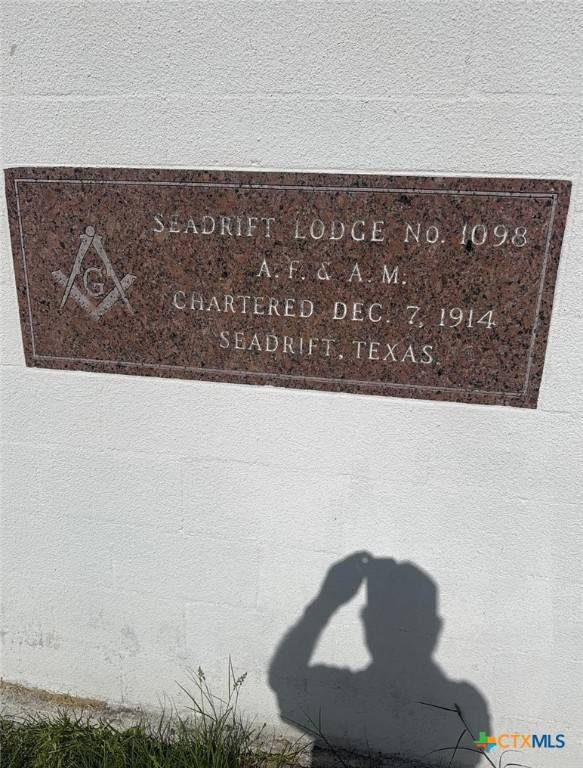 SEADRIFT LODGE NO. 1098
A. F. & A. M.
G
CHARTERED DEC. 7, 1914
SEADRIFT, TEXAS.
CTXMLS